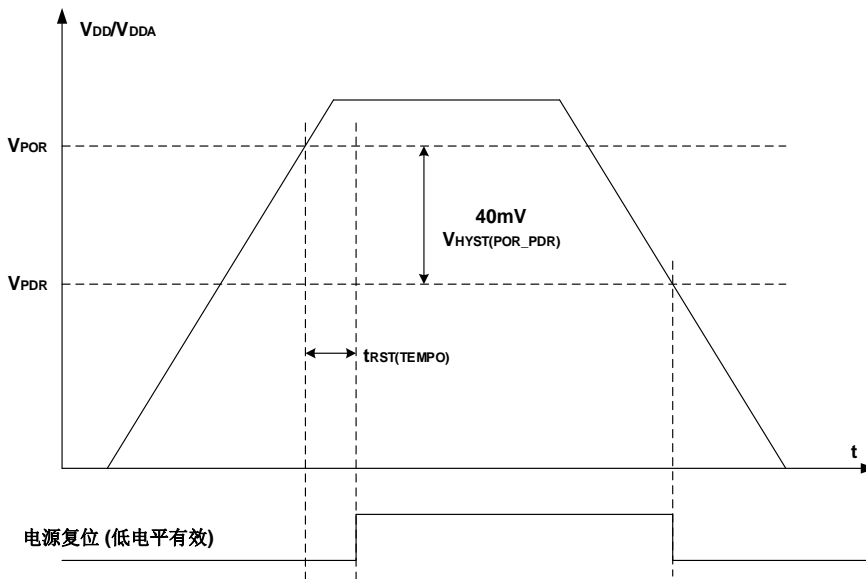 VDD/VDDA
VPOR
40mV
VHYST(POR_PDR)
VPDR
tRST(TEMPO)
t
电源复位 (低电平有效)